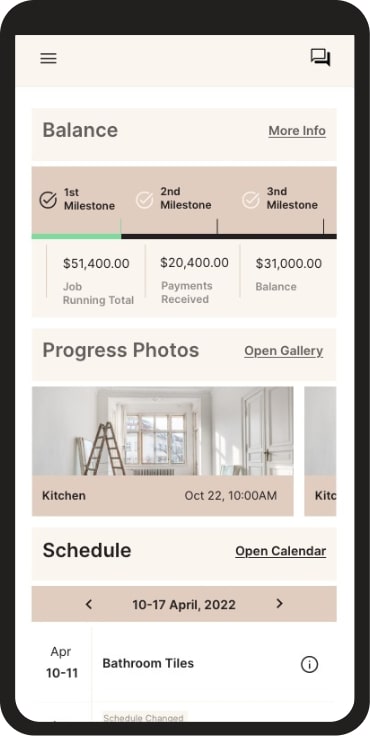 Balance
More Info
1st
Milestone
2nd
Milestone
3nd
Milestone
$51,400.00
$20,400.00
$31,000.00
Job
Running Total
Payments
Received
Balance
Progress Photos
Open Gallery
Kitchen
Oct 22, 10:00AM
Kitc
Schedule
Open Calendar
10-17 April, 2022
Apr
10-11
Bathroom Tiles
Schedule Changed